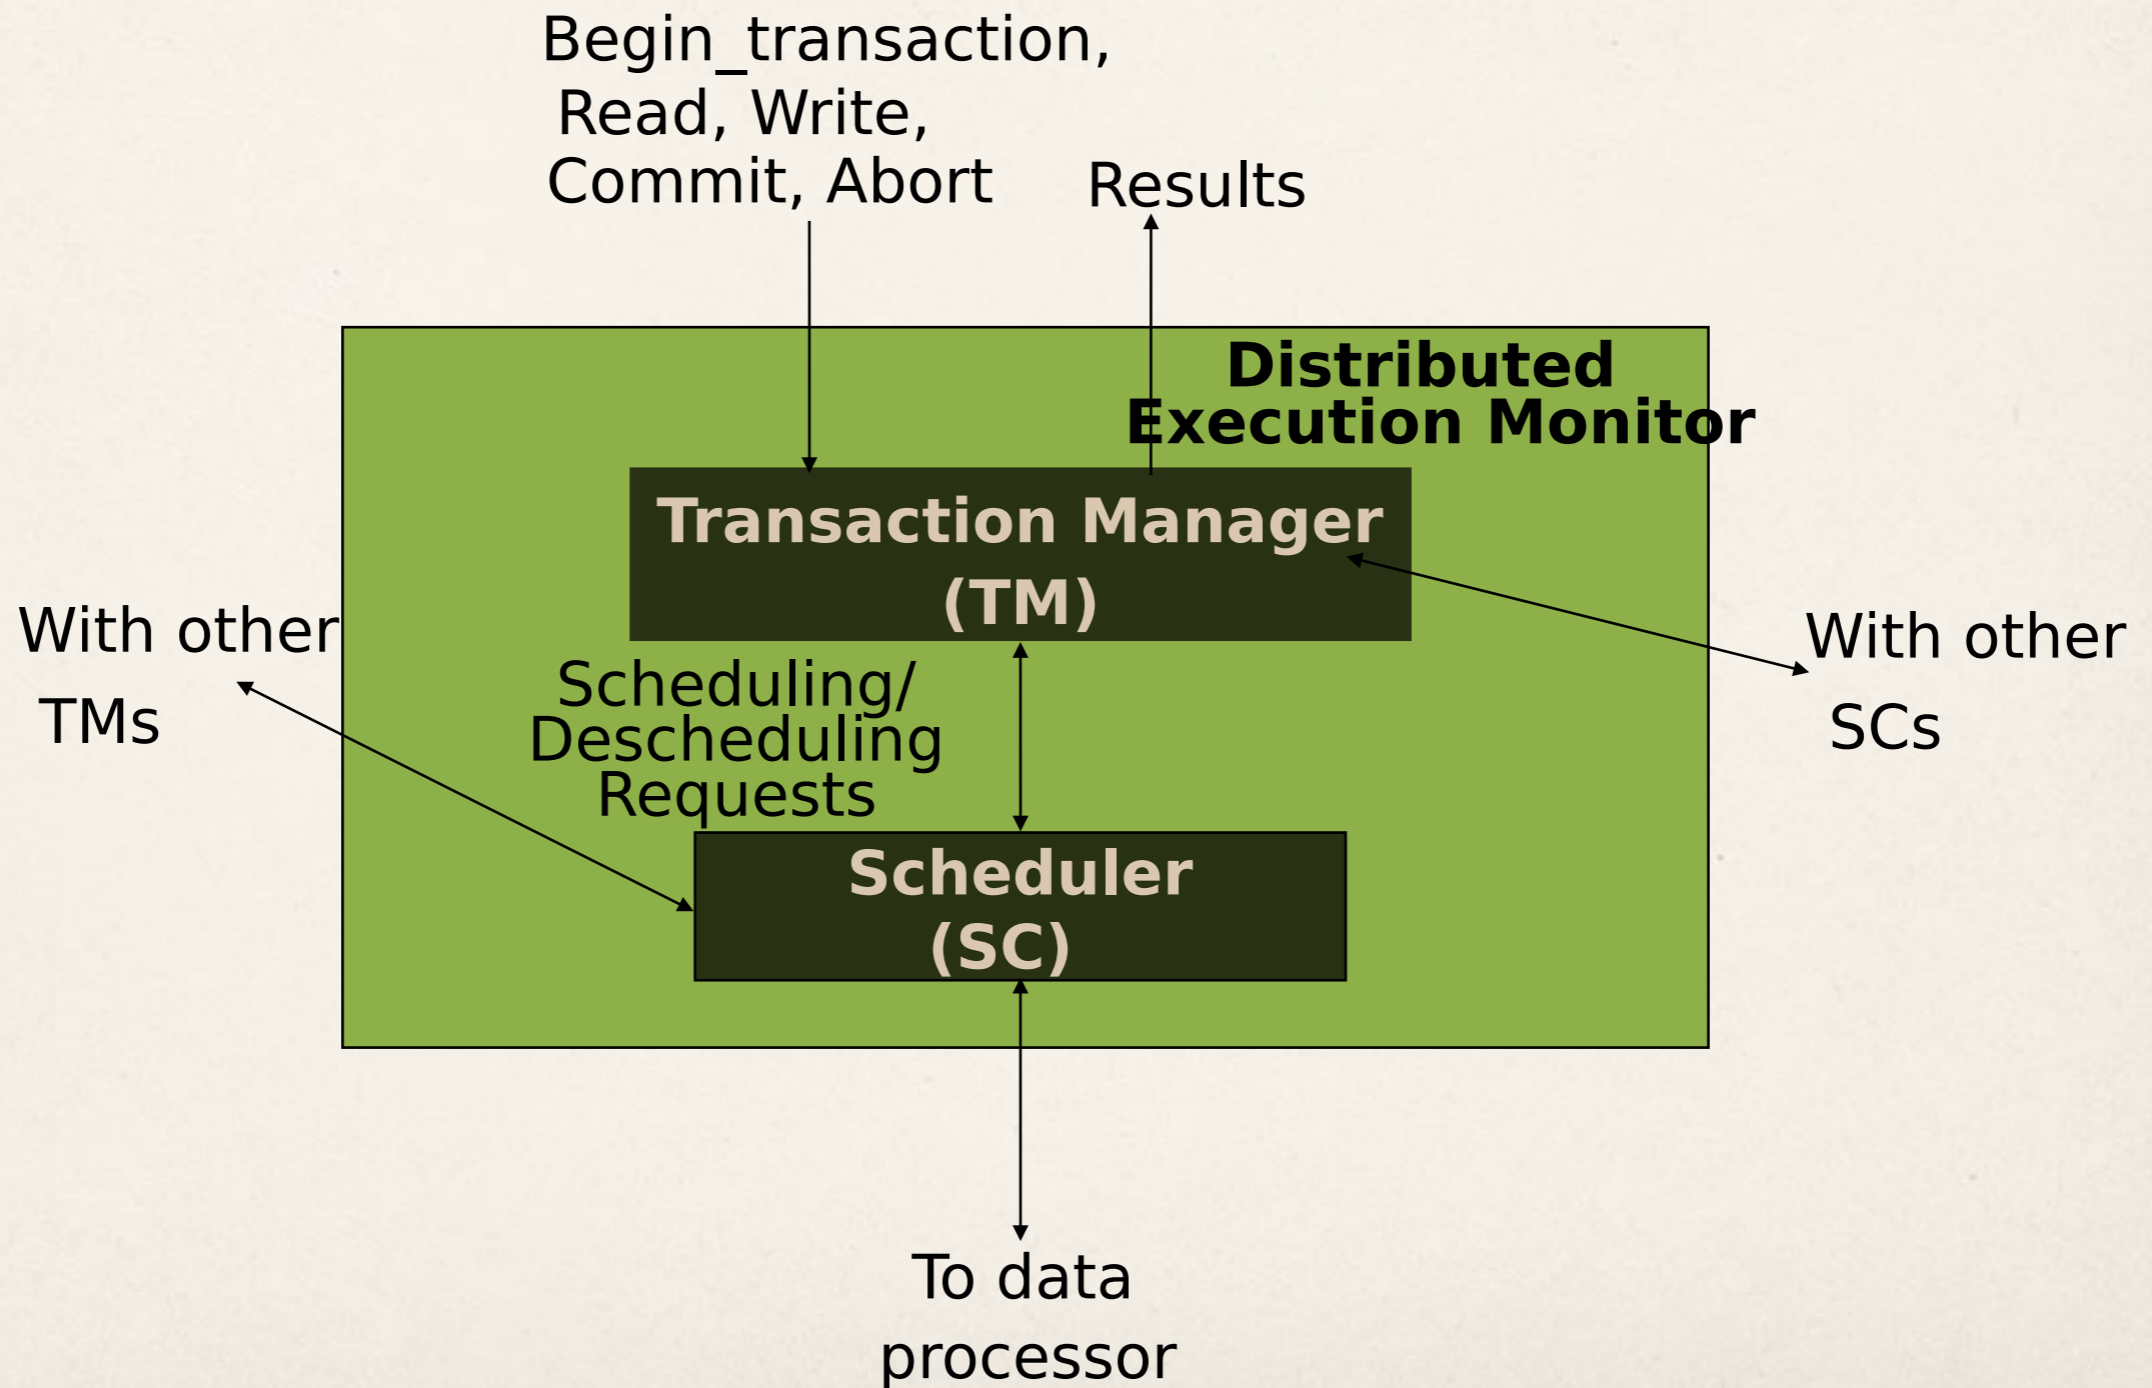 Begin_transaction,
Read, Write,
Commit, Abort
Results
Distributed
Execution Monitor
Transaction Manager
(TM)
With other
TMs
With other
SCs
Scheduling/
Descheduling
Requests
Scheduler
(SC)
To data
processor